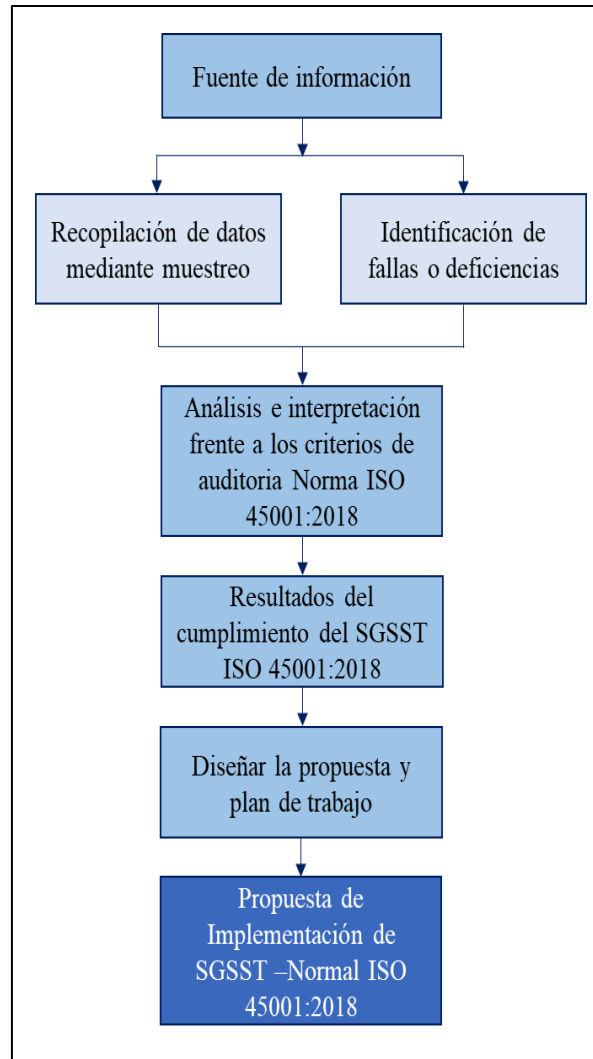 Fuente de información
Recopilación de datos
mediante muestreo
Identificación de
fallas o deficiencias
Análisis e interpretación
frente a los criterios de
auditoria Norma ISO
45001:2018
Resultados del
cumplimiento del SGSST
ISO 45001:2018
Diseñar la propuesta y
plan de trabajo
Propuesta de
Implementación de
SGSST –Normal ISO
45001:2018